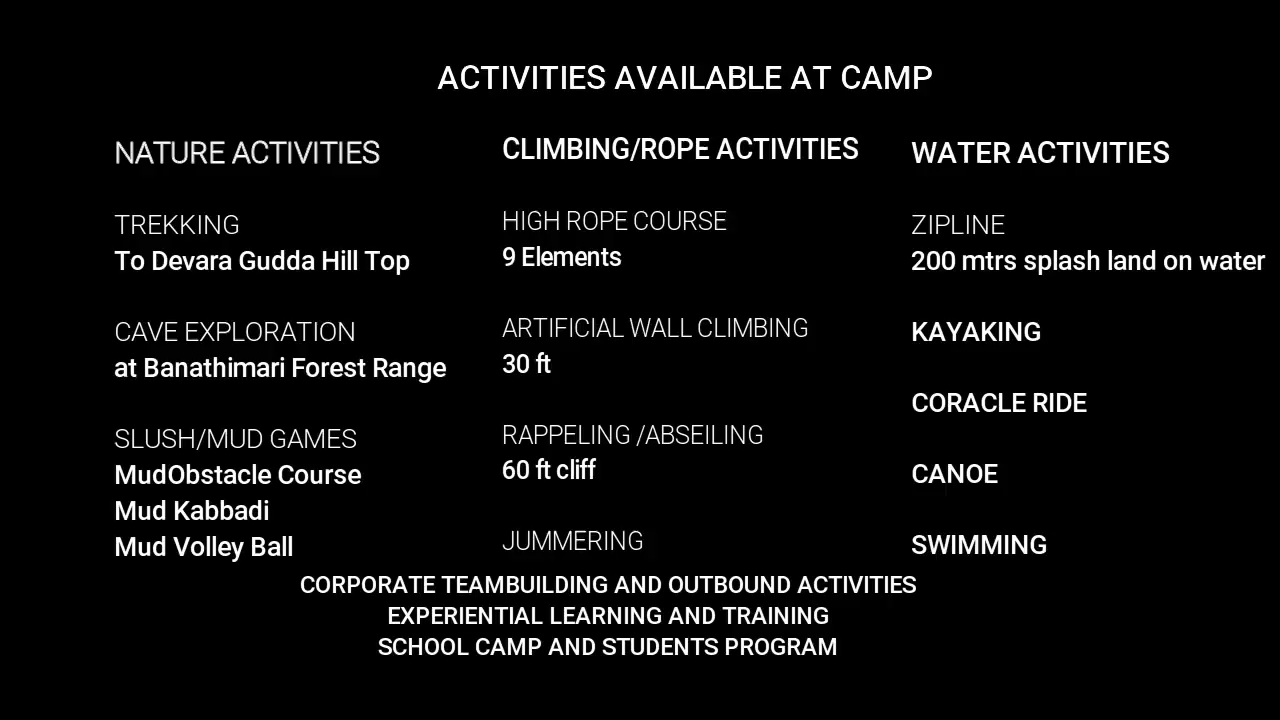 ACTIVITIES AVAILABLE AT CAMP
NATURE ACTIVITIES
TREKKING
To Devara Gudda Hill Top
CAVE EXPLORATION
at Banathimari Forest Range
SLUSH/MUD GAMES
MudObstacle Course
Mud Kabbadi
Mud Volley Ball
CLIMBING/ROPE ACTIVITIES
HIGH ROPE COURSE
9 Elements
ARTIFICIAL WALL CLIMBING
30 ft
RAPPELING /ABSEILING
60 ft cliff
JUMMERING
WATER ACTIVITIES
ZIPLINE
200 mtrs splash land on water
KAYAKING
CORACLE RIDE
CANOE
SWIMMING
CORPORATE TEAMBUILDING AND OUTBOUND ACTIVITIES
EXPERIENTIAL LEARNING AND TRAINING
SCHOOL CAMP AND STUDENTS PROGRAM